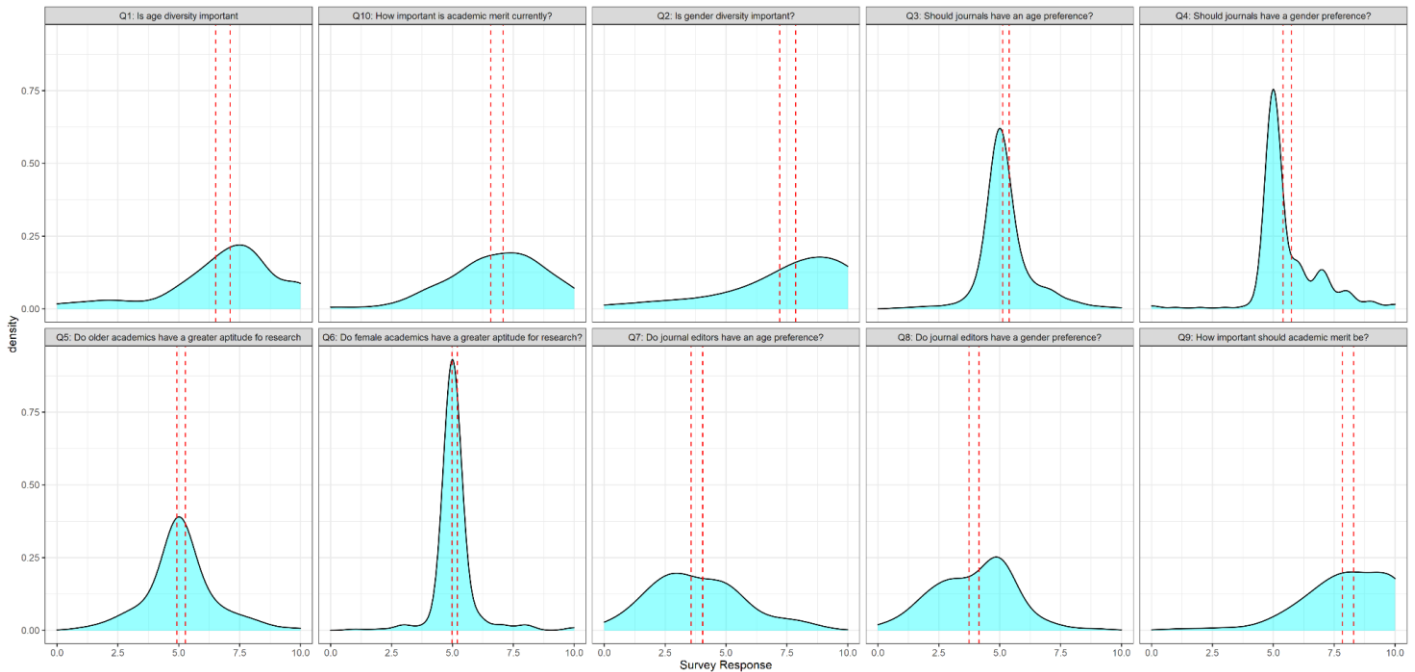 Q1: Is age diversity important
Q10: How important is academic merit currently?
Q2: Is gender diversity important?
Q3: Should journals have an age preference?
Q4: Should journals have a gender preference?
0.75
0.50
0.25
0.00
density
Q5: Do older academics have a greater aptitude fo research
Q6: Do female academics have a greater aptitude fo research?
Q7: Do journal editors have an age preference?
Q8: Do journal editors have a gender preference?
Q9: How important should academic merit be?
0.75
0.50
0.25
0.00
0.0 2.5 5.0 7.5 10.0 0.0 2.5 5.0 7.5 10.0 0.0 2.5 5.0 7.5 10.0 0.0 2.5 5.0 7.5 10.0 0.0 2.5 5.0 7.5 10.0
Survey Response